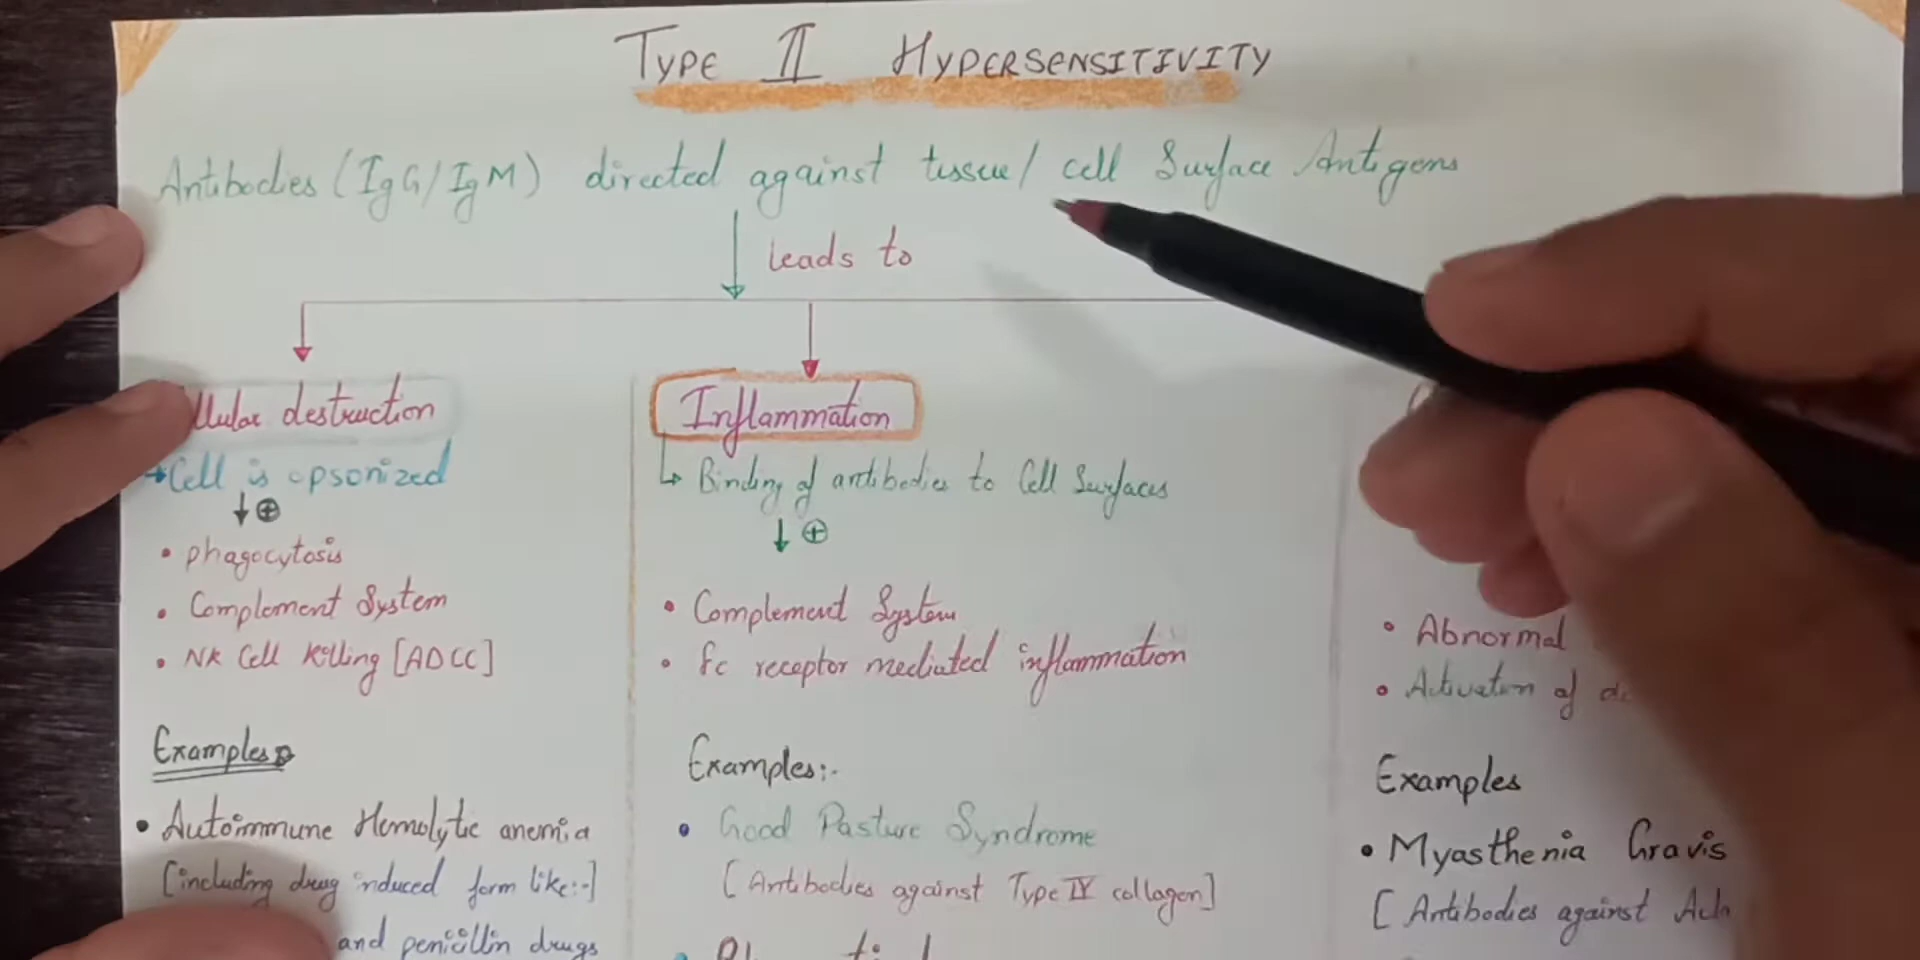 TYPE II HYPERSENSITIVITY
Antibodies (IgG/IgM) directed against tissue/ cell Surface Antigens
leads to
llular destruction
Cell is opsonized
⊕
• phagocytosis
• Complement System
• NK Cell Killing [ADCC]
Examples
• Autoimmune Hemolytic anemia
[including drug induced form like:-]
and penicillin drugs
Inflammation
Binding of antibodies to Cell Surfaces
⊕
• Complement System
• Fc receptor mediated inflammation
Examples:-
• Good Pasture Syndrome
[Antibodies against Type IV collagen]
• Abnormal
• Activation of
Examples
• Myasthenia Gravis
[Antibodies against Ach